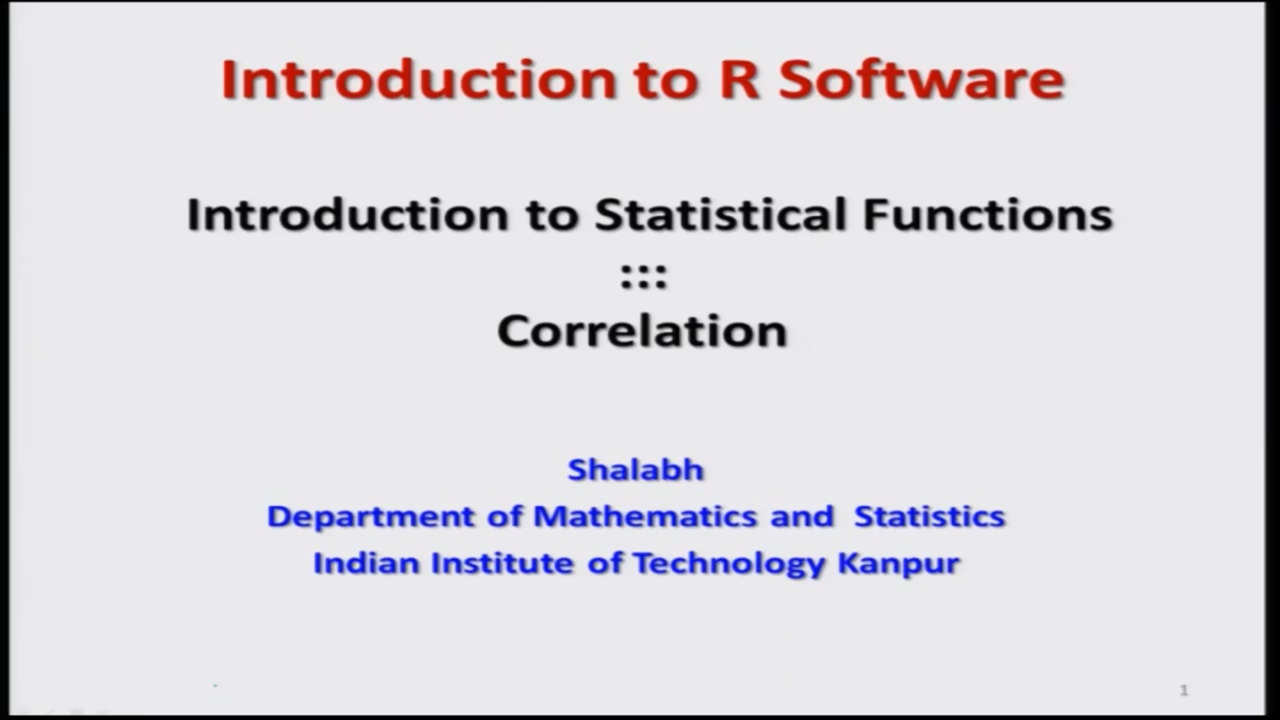 Introduction to R Software
Introduction to Statistical Functions
:::
Correlation
Shalabh
Department of Mathematics and Statistics
Indian Institute of Technology Kanpur
1